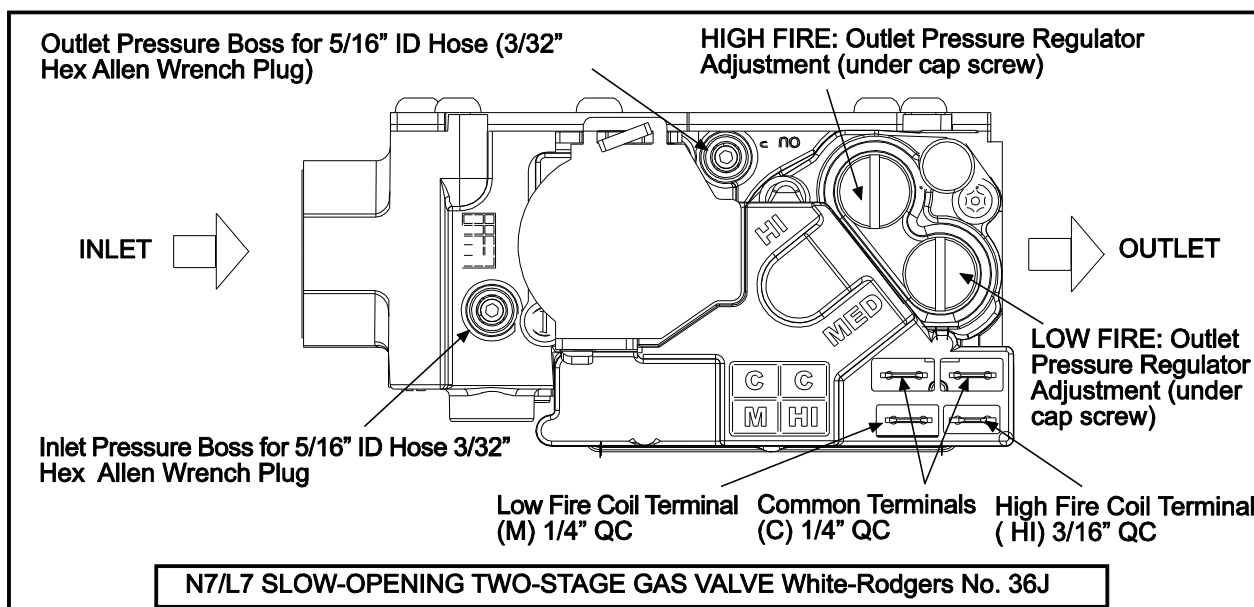 Outlet Pressure Boss for 5/16” ID Hose (3/32”
Hex Allen Wrench Plug)
HIGH FIRE: Outlet Pressure Regulator
Adjustment (under cap screw)
ON
HI
INLET
OUTLET
MED
LOW FIRE: Outlet
Pressure Regulator
Adjustment (under
cap screw)
C C
M HI
Inlet Pressure Boss for 5/16” ID Hose 3/32”
Hex Allen Wrench Plug
Low Fire Coil Terminal
(M) 1/4” QC
Common Terminals
(C) 1/4” QC
High Fire Coil Terminal
( HI) 3/16” QC
N7/L7 SLOW-OPENING TWO-STAGE GAS VALVE White-Rodgers No. 36J